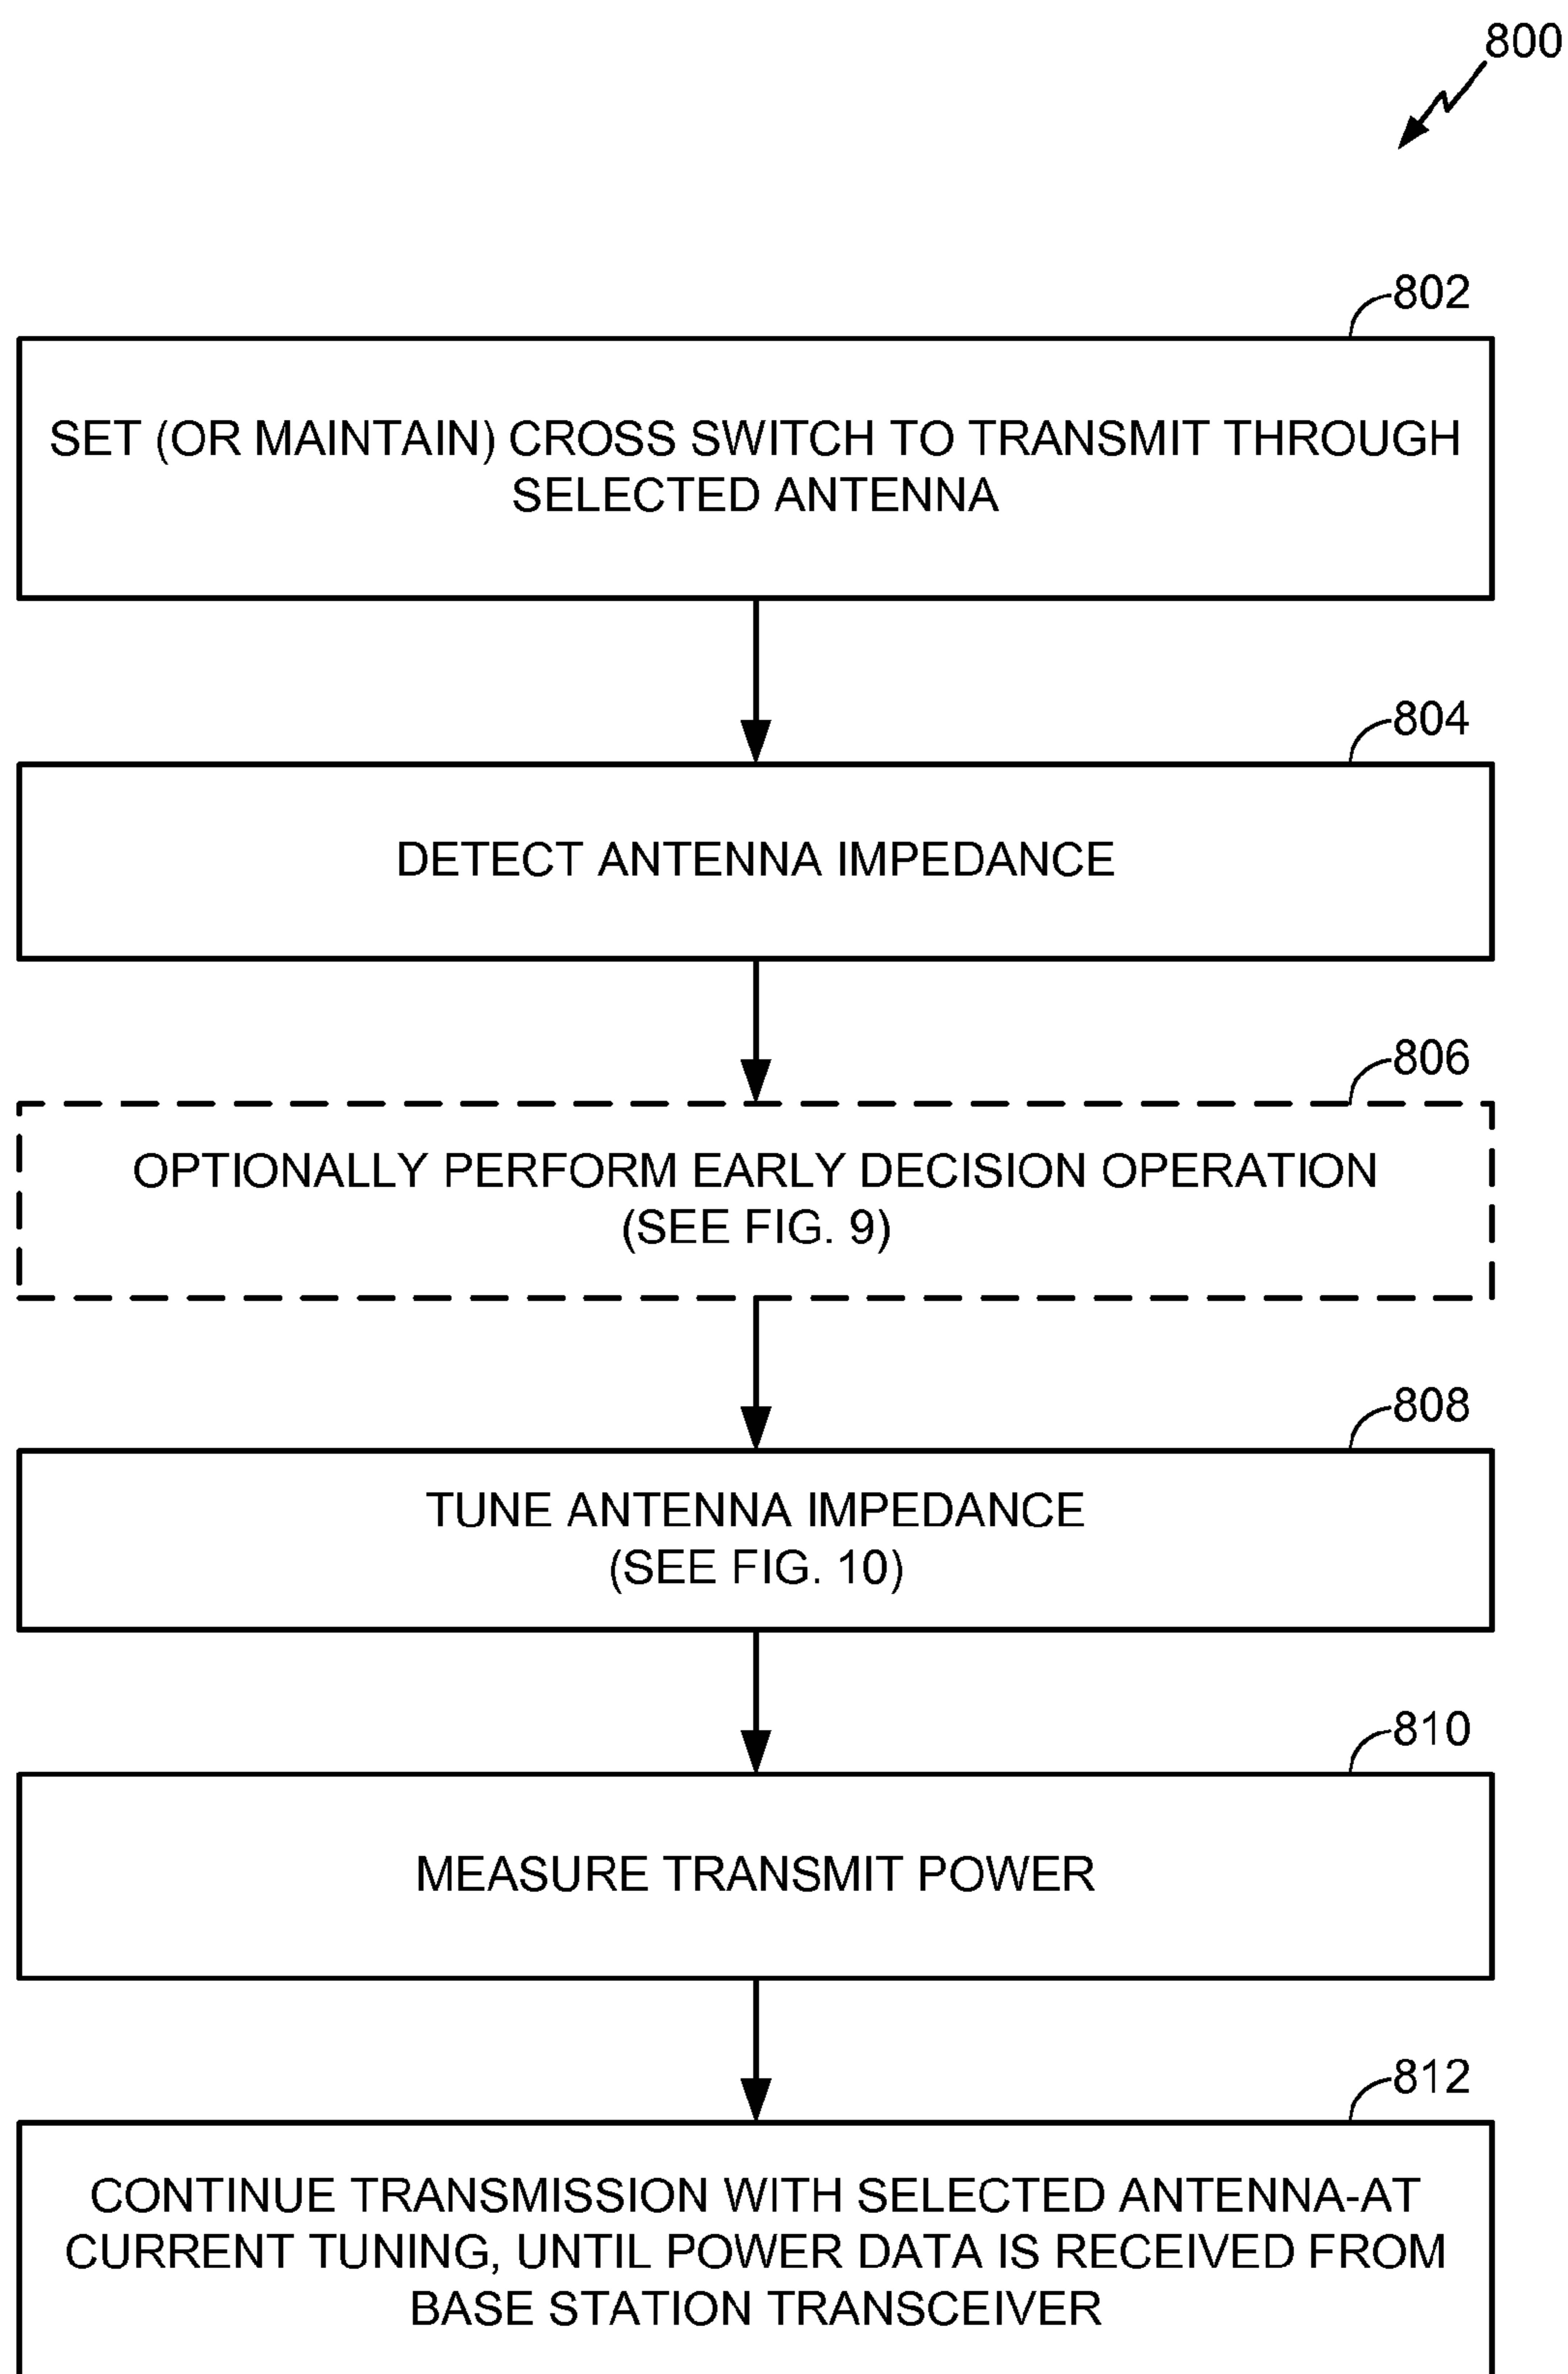 800
802
SET (OR MAINTAIN) CROSS SWITCH TO TRANSMIT THROUGH
SELECTED ANTENNA
804
DETECT ANTENNA IMPEDANCE
806
OPTIONALLY PERFORM EARLY DECISION OPERATION
(SEE FIG. 9)
808
TUNE ANTENNA IMPEDANCE
(SEE FIG. 10)
810
MEASURE TRANSMIT POWER
812
CONTINUE TRANSMISSION WITH SELECTED ANTENNA-AT
CURRENT TUNING, UNTIL POWER DATA IS RECEIVED FROM
BASE STATION TRANSCEIVER